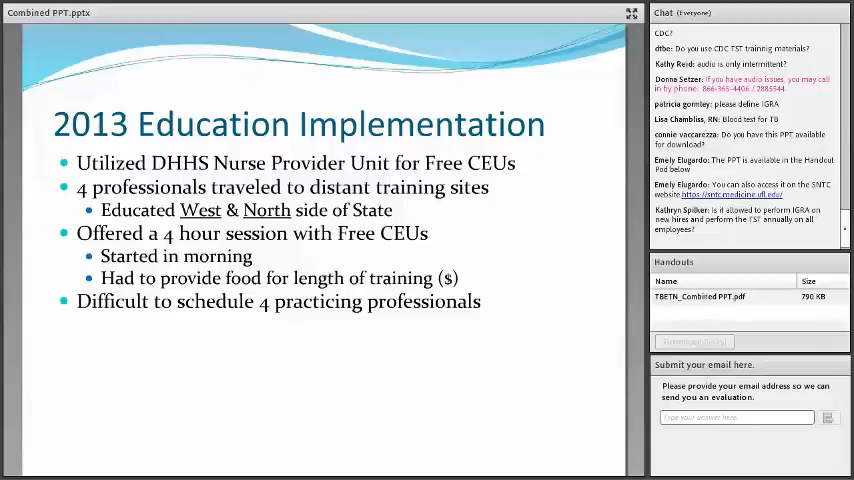 Combined PPT.pptx
2013 Education Implementation
Utilized DHHS Nurse Provider Unit for Free CEUs
4 professionals traveled to distant training sites
Educated West & North side of State
Offered a 4 hour session with Free CEUs
Started in morning
Had to provide food for length of training ($)
Difficult to schedule 4 practicing professionals
Chat (Everyone)
CDC?
dtbe: Do you use CDC TST trainnig materials?
Kathy Reid: audio is only intermittent?
Donna Setzer: If you have audio issues, you may call
in by phone. 866-365-4406 / 2885544
patricia gormley: please define IGRA
Lisa Chambliss, RN: Blood test for TB
connie vaccarezza: Do you have this PPT available
for download?
Emely Elugardo: The PPT is available in the Handout
Pod below
Emely Elugardo: You can also access it on the SNTC
website https://sntc.medicine.ufl.edu/
Kathryn Spilker: Is it allowed to perform IGRA on
new hires and perform the TST annually on all
employees?
Handouts
Name Size
TBETN_Combined PPT.pdf 790 KB
Submit your email here.
Please provide your email address so we can
send you an evaluation.
Type your answer here.